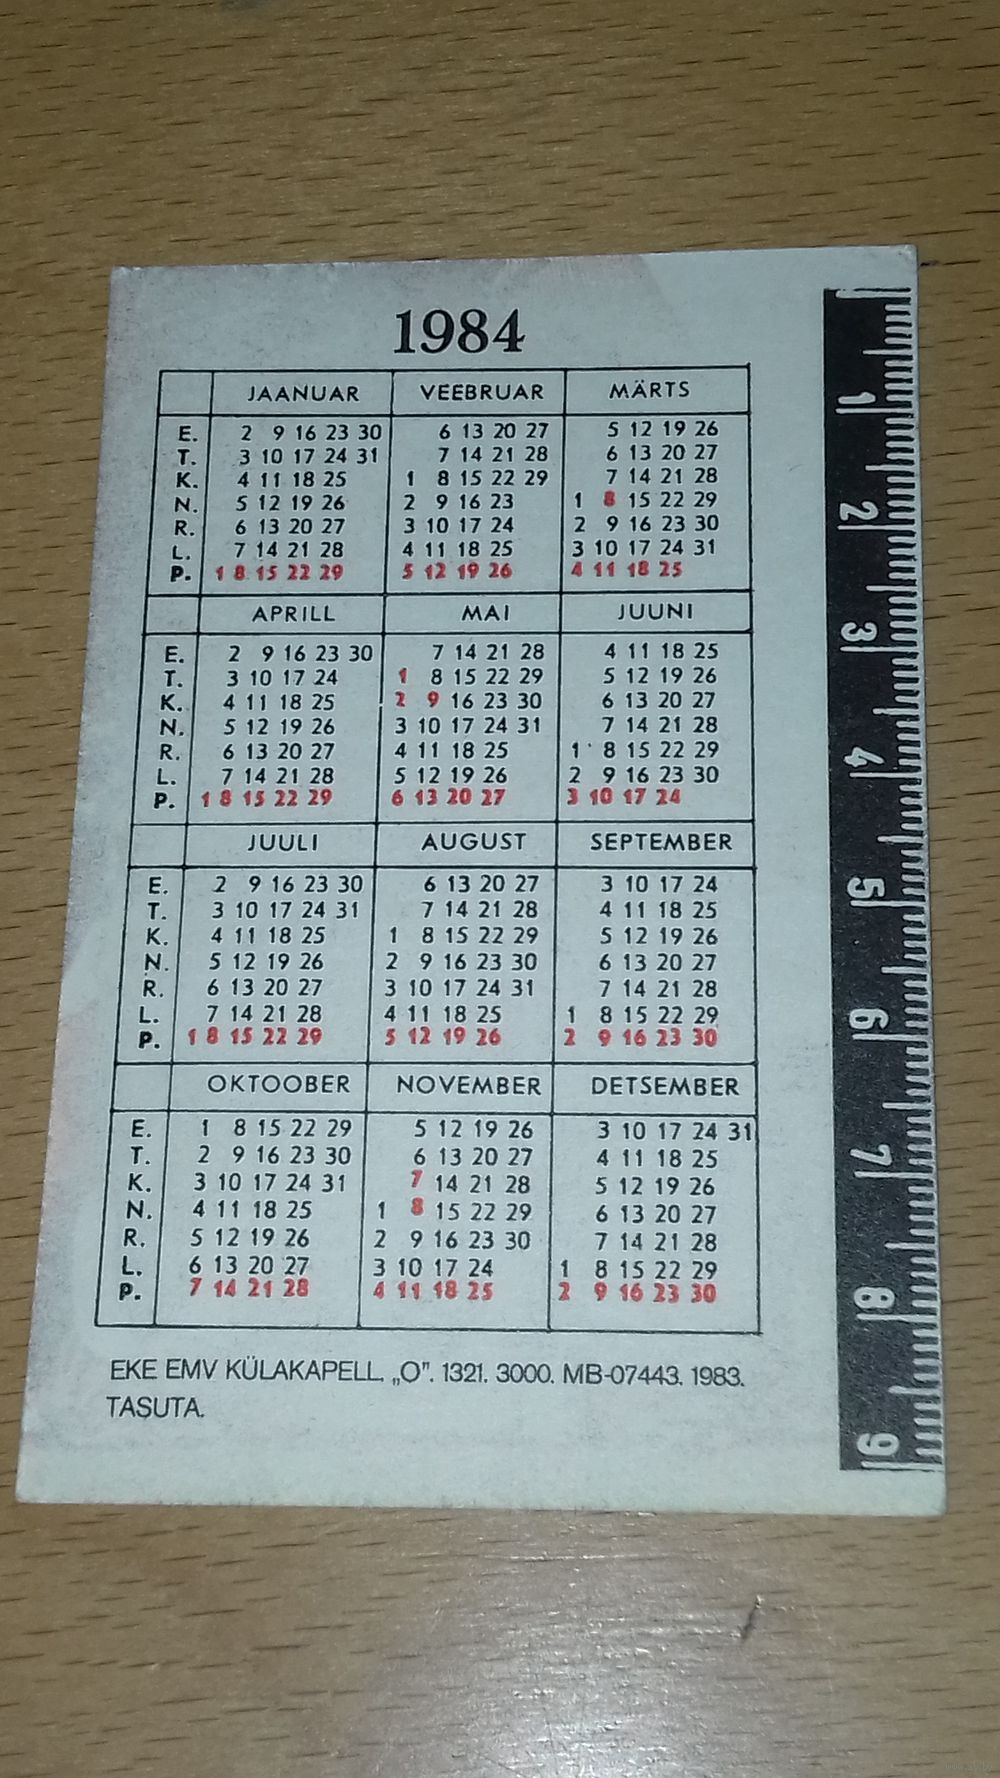 1984
JAANUAR VEEBRUAR MÄRTS
E. 2 9 16 23 30 6 13 20 27 5 12 19 26
T. 3 10 17 24 31 7 14 21 28 6 13 20 27
K. 4 11 18 25 1 8 15 22 29 7 14 21 28
N. 5 12 19 26 2 9 16 23 1 8 15 22 29
R. 6 13 20 27 3 10 17 24 2 9 16 23 30
L. 7 14 21 28 4 11 18 25 3 10 17 24 31
P. 1 8 15 22 29 5 12 19 26 4 11 18 25
APRILL MAI JUUNI
E. 2 9 16 23 30 7 14 21 28 4 11 18 25
T. 3 10 17 24 1 8 15 22 29 5 12 19 26
K. 4 11 18 25 2 9 16 23 30 6 13 20 27
N. 5 12 19 26 3 10 17 24 31 7 14 21 28
R. 6 13 20 27 4 11 18 25 1 8 15 22 29
L. 7 14 21 28 5 12 19 26 2 9 16 23 30
P. 1 8 15 22 29 6 13 20 27 3 10 17 24
JUULI AUGUST SEPTEMBER
E. 2 9 16 23 30 6 13 20 27 3 10 17 24
T. 3 10 17 24 31 7 14 21 28 4 11 18 25
K. 4 11 18 25 1 8 15 22 29 5 12 19 26
N. 5 12 19 26 2 9 16 23 30 6 13 20 27
R. 6 13 20 27 3 10 17 24 31 7 14 21 28
L. 7 14 21 28 4 11 18 25 1 8 15 22 29
P. 1 8 15 22 29 5 12 19 26 2 9 16 23 30
OKTOOBER NOVEMBER DETSEMBER
E. 1 8 15 22 29 5 12 19 26 3 10 17 24 31
T. 2 9 16 23 30 6 13 20 27 4 11 18 25
K. 3 10 17 24 31 7 14 21 28 5 12 19 26
N. 4 11 18 25 1 8 15 22 29 6 13 20 27
R. 5 12 19 26 2 9 16 23 30 7 14 21 28
L. 6 13 20 27 3 10 17 24 1 8 15 22 29
P. 7 14 21 28 4 11 18 25 2 9 16 23 30
EKE EMV KÜLAKAPELL. „O”. 1321. 3000. MB-07443. 1983.
TASUTA.
1
2
3
4
5
6
7
8
9